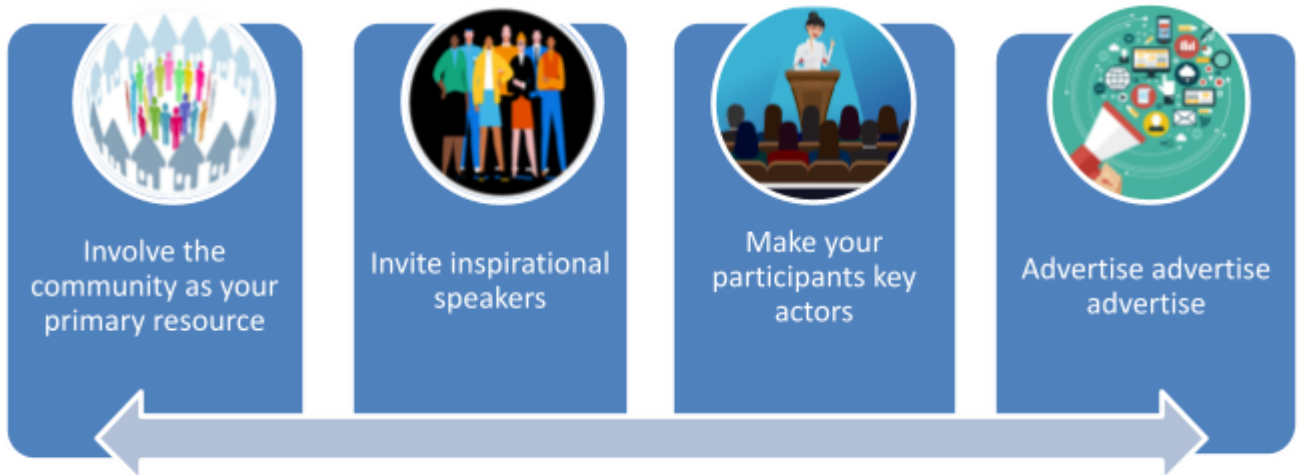 Involve the
community as your
primary resource
Invite inspirational
speakers
Make your
participants key
actors
Advertise advertise
advertise